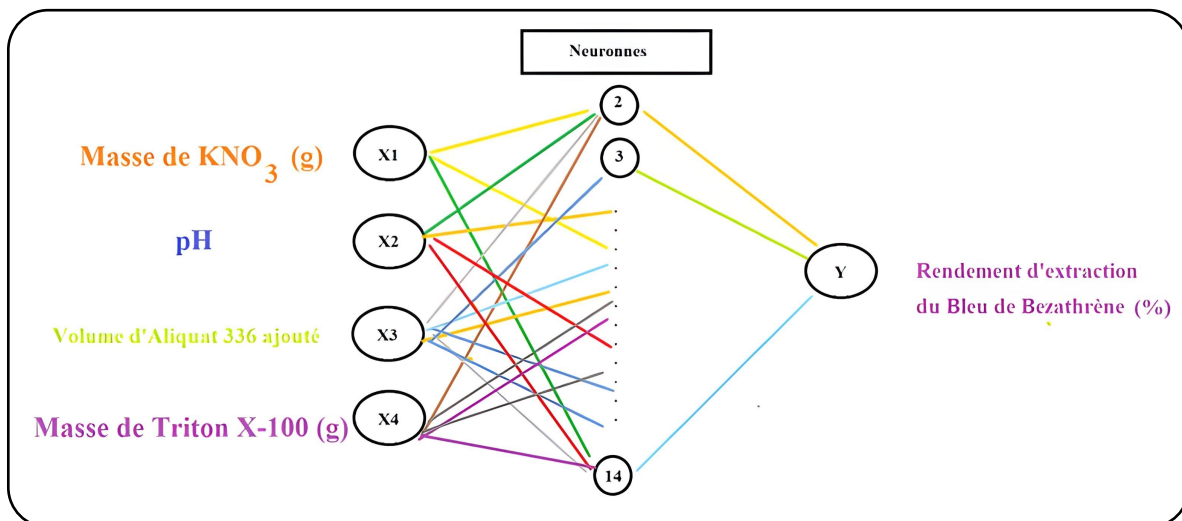 Neuronnes
2
3
14
X1
X2
X3
X4
Y
Masse de KNO3 (g)
pH
Volume d'Aliquat 336 ajouté
Masse de Triton X-100 (g)
Rendement d'extraction
du Bleu de Bezathrène (%)